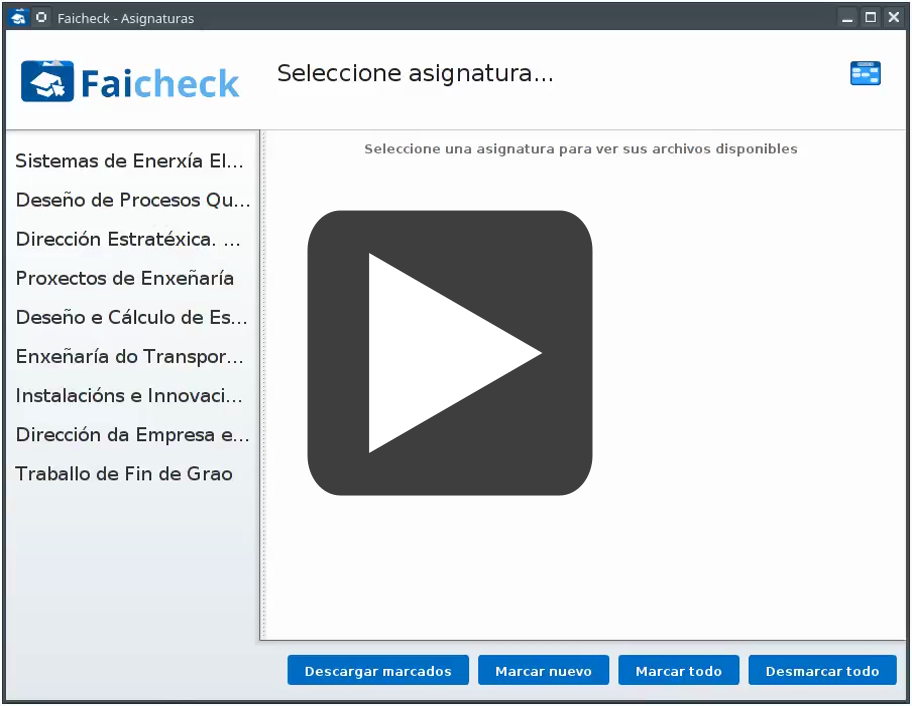 Faicheck - Asignaturas
Faicheck
Seleccione asignatura...
Seleccione una asignatura para ver sus archivos disponibles
Sistemas de Enerxía El...
Deseño de Procesos Qu...
Dirección Estratéxica. ...
Proxectos de Enxeñaría
Deseño e Cálculo de Es...
Enxeñaría do Transpor...
Instalacións e Innovaci...
Dirección da Empresa e...
Traballo de Fin de Grao
Descargar marcados
Marcar nuevo
Marcar todo
Desmarcar todo